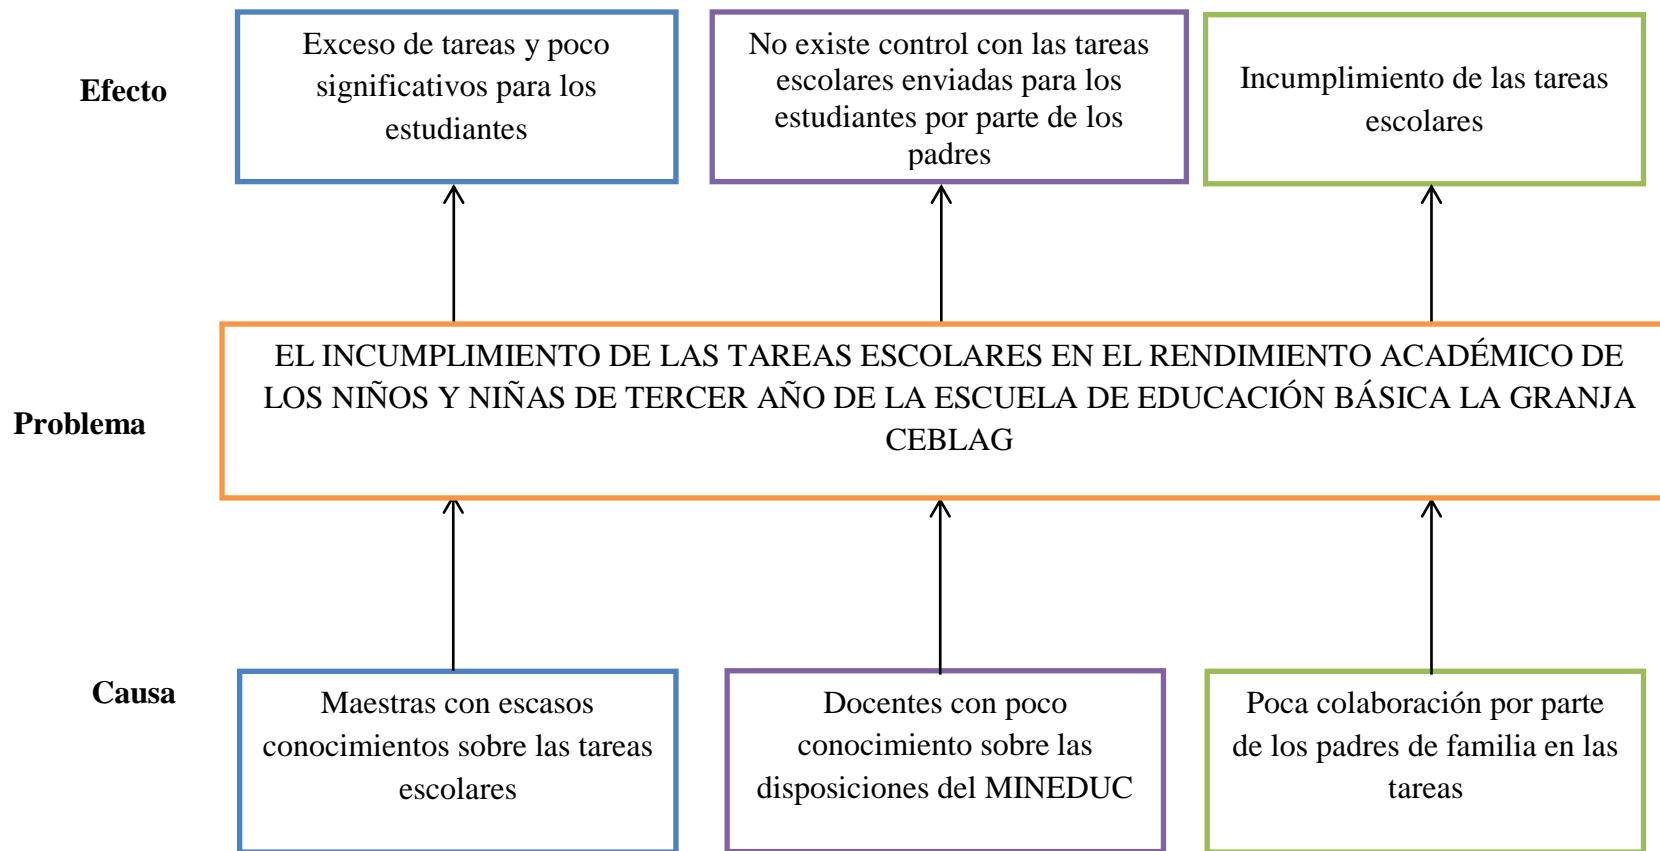 Efecto
Exceso de tareas y poco
significativos para los
estudiantes
No existe control con las tareas
escolares enviadas para los
estudiantes por parte de los
padres
Incumplimiento de las tareas
escolares
Problema
EL INCUMPLIMIENTO DE LAS TAREAS ESCOLARES EN EL RENDIMIENTO ACADÉMICO DE
LOS NIÑOS Y NIÑAS DE TERCER AÑO DE LA ESCUELA DE EDUCACIÓN BÁSICA LA GRANJA
CEBLAG
Causa
Maestras con escasos
conocimientos sobre las tareas
escolares
Docentes con poco
conocimiento sobre las
disposiciones del MINEDUC
Poca colaboración por parte
de los padres de familia en las
tareas